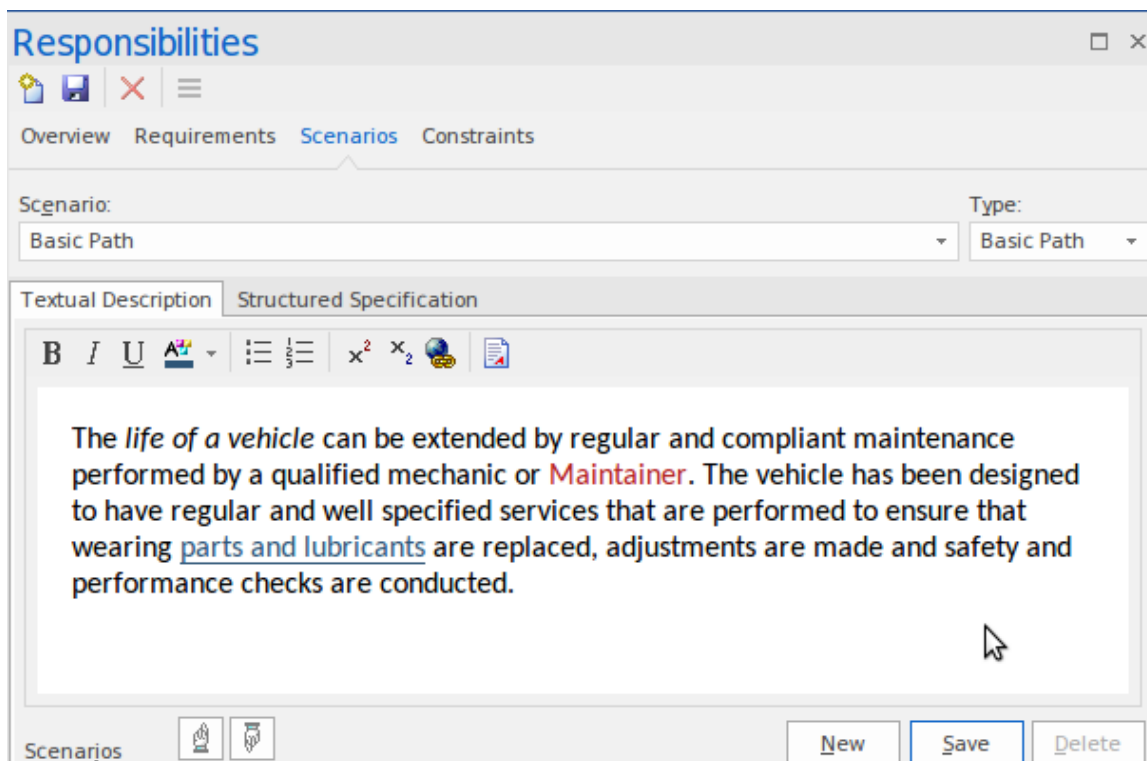 Responsibilities
Overview Requirements Scenarios Constraints
Scenario: Type:
Basic Path Basic Path
Textual Description Structured Specification
B I U A x² x₂
The life of a vehicle can be extended by regular and compliant maintenance
performed by a qualified mechanic or Maintainer. The vehicle has been designed
to have regular and well specified services that are performed to ensure that
wearing parts and lubricants are replaced, adjustments are made and safety and
performance checks are conducted.
Scenarios New Save Delete